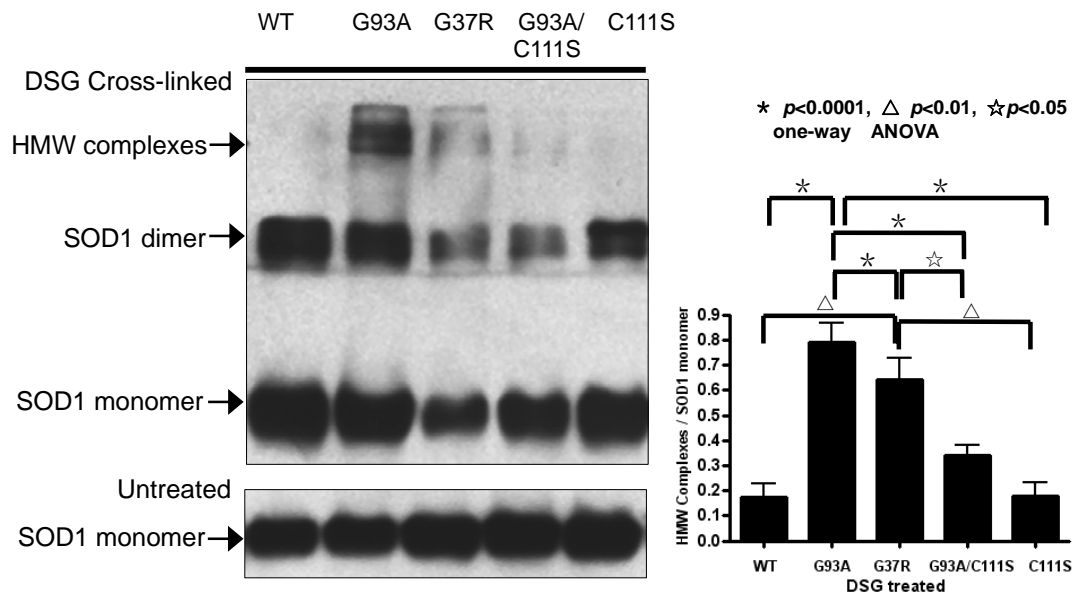 WT G93A G37R G93A/ C111S
C111S
DSG Cross-linked
HMW complexes
SOD1 dimer
SOD1 monomer
Untreated
SOD1 monomer
* p<0.0001, △ p<0.01, ☆p<0.05
one-way ANOVA
* *
*
* ☆
△ △
HMW Complexes / SOD1 monomer
0.9
0.8
0.7
0.6
0.5
0.4
0.3
0.2
0.1
0.0
WT G93A G37R G93A/C111S C111S
DSG treated